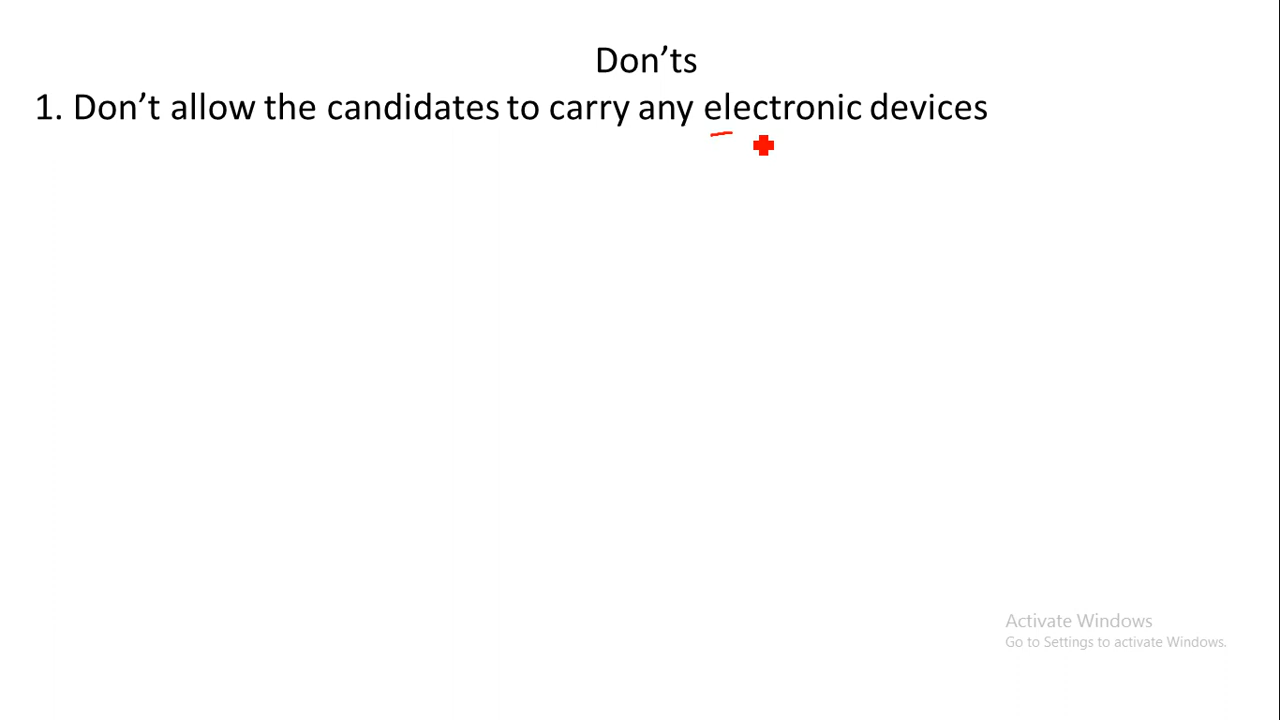 Don’ts
1. Don’t allow the candidates to carry any electronic devices
Activate Windows
Go to Settings to activate Windows.